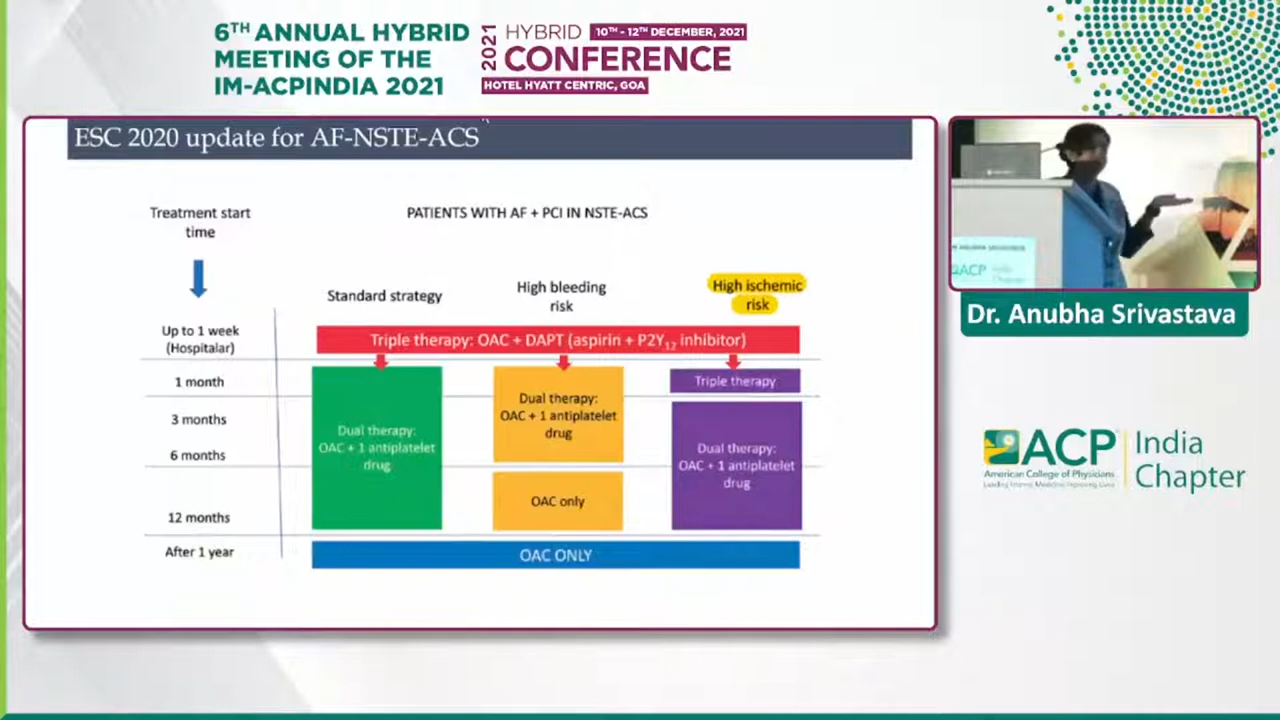 6TH ANNUAL HYBRID
MEETING OF THE
IM-ACPINDIA 2021
2021
HYBRID
10TH - 12TH DECEMBER, 2021
CONFERENCE
HOTEL HYATT CENTRIC, GOA
ESC 2020 update for AF-NSTE-ACS
Treatment start
time
PATIENTS WITH AF + PCI IN NSTE-ACS
Standard strategy
High bleeding
risk
High ischemic
risk
Up to 1 week
(Hospitalar)
Triple therapy: OAC + DAPT (aspirin + P2Y12 inhibitor)
1 month
3 months
6 months
12 months
After 1 year
Dual therapy:
OAC + 1 antiplatelet
drug
Dual therapy:
OAC + 1 antiplatelet
drug
OAC only
Triple therapy
Dual therapy:
OAC + 1 antiplatelet
drug
OAC ONLY
ACP
Dr. Anubha Srivastava
ACP
American College of Physicians
India
Chapter